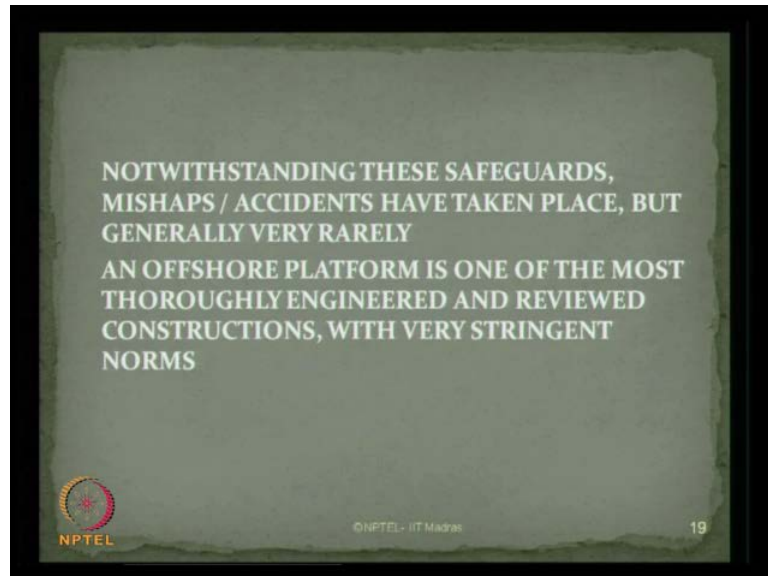 NOTWITHSTANDING THESE SAFEGUARDS,
MISHAPS / ACCIDENTS HAVE TAKEN PLACE, BUT
GENERALLY VERY RARELY
AN OFFSHORE PLATFORM IS ONE OF THE MOST
THOROUGHLY ENGINEERED AND REVIEWED
CONSTRUCTIONS, WITH VERY STRINGENT
NORMS
NPTEL
©NPTEL- IIT Madras
19